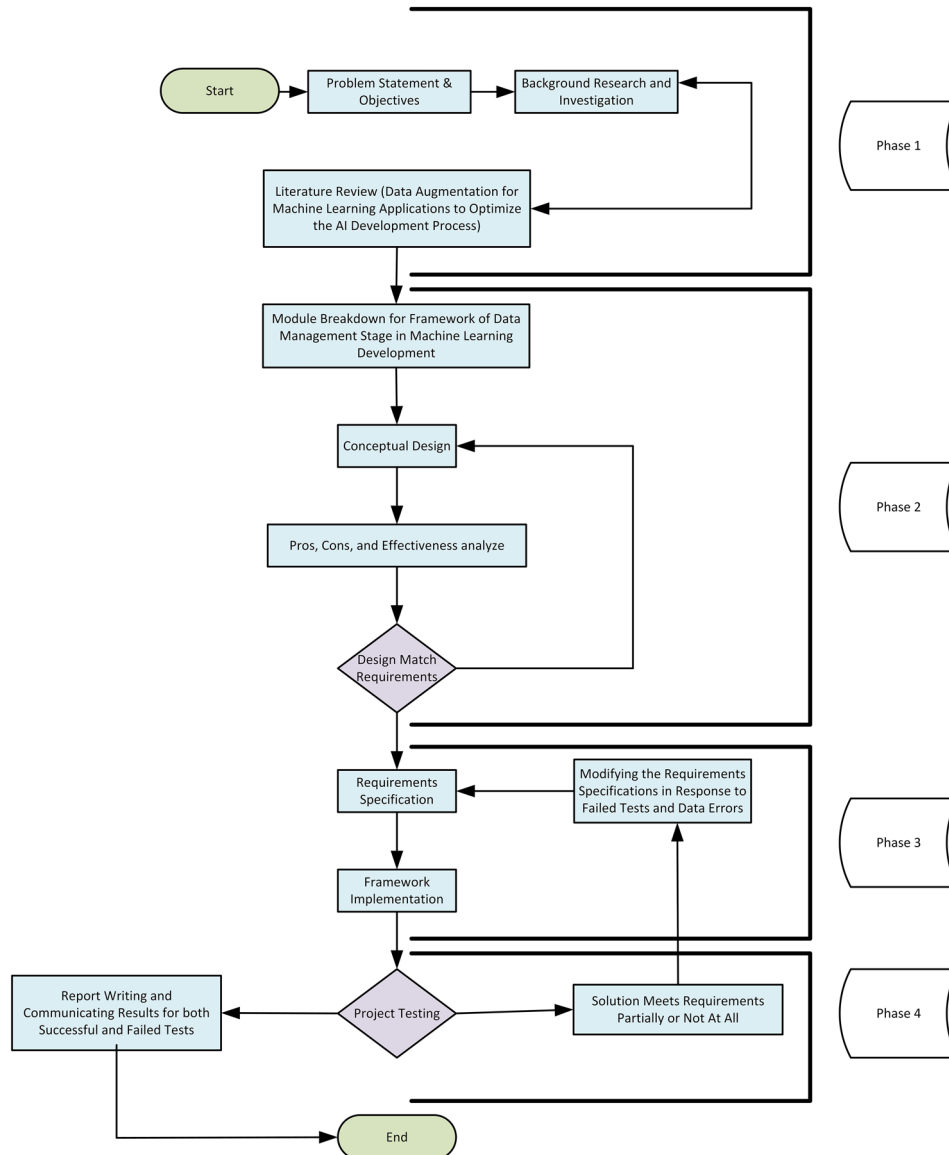 Start
Problem Statement &
Objectives
Background Research and
Investigation
Phase 1
Literature Review (Data Augmentation for
Machine Learning Applications to Optimize
the AI Development Process)
Module Breakdown for Framework of Data
Management Stage in Machine Learning
Development
Conceptual Design
Phase 2
Pros, Cons, and Effectiveness analyze
Design Match
Requirements
Requirements
Specification
Modifying the Requirements
Specifications in Response to
Failed Tests and Data Errors
Phase 3
Framework
Implementation
Report Writing and
Communicating Results for both
Successful and Failed Tests
Project Testing
Solution Meets Requirements
Partially or Not At All
Phase 4
End